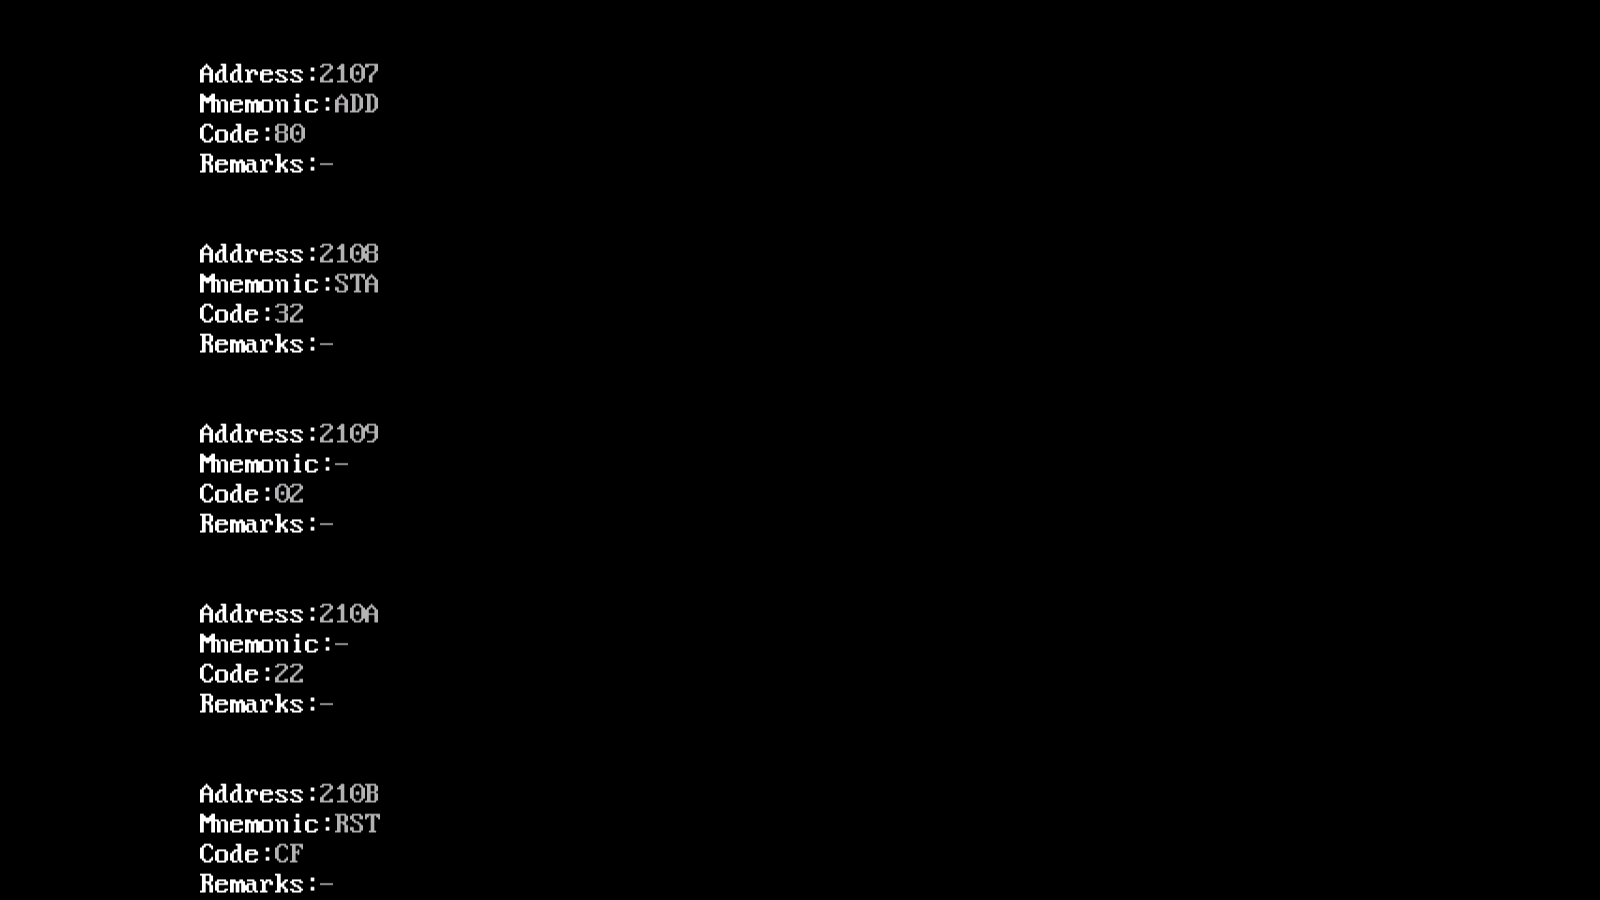 Address:2107
Mnemonic:ADD
Code:80
Remarks:-
Address:2108
Mnemonic:STA
Code:32
Remarks:-
Address:2109
Mnemonic:-
Code:02
Remarks:-
Address:210A
Mnemonic:-
Code:22
Remarks:-
Address:210B
Mnemonic:RST
Code:CF
Remarks:-